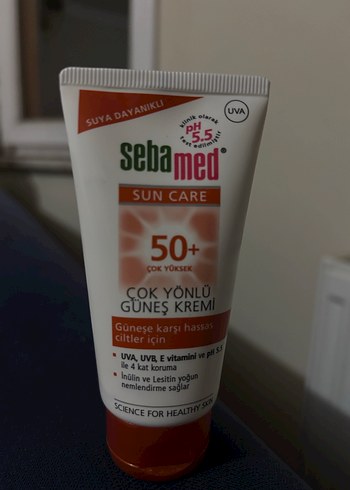 SUYA DAYANIKLI
UVA
klinik olarak
pH
5.5
test edilmiştir
sebamed®
SUN CARE
50+
ÇOK YÜKSEK
ÇOK YÖNLÜ
GÜNEŞ KREMİ
Güneşe karşı hassas
ciltler için
• UVA, UVB, E vitamini ve pH 5.5
ile 4 kat koruma
• İnülin ve Lesitin yoğun
nemlendirme sağlar
SCIENCE FOR HEALTHY SKIN